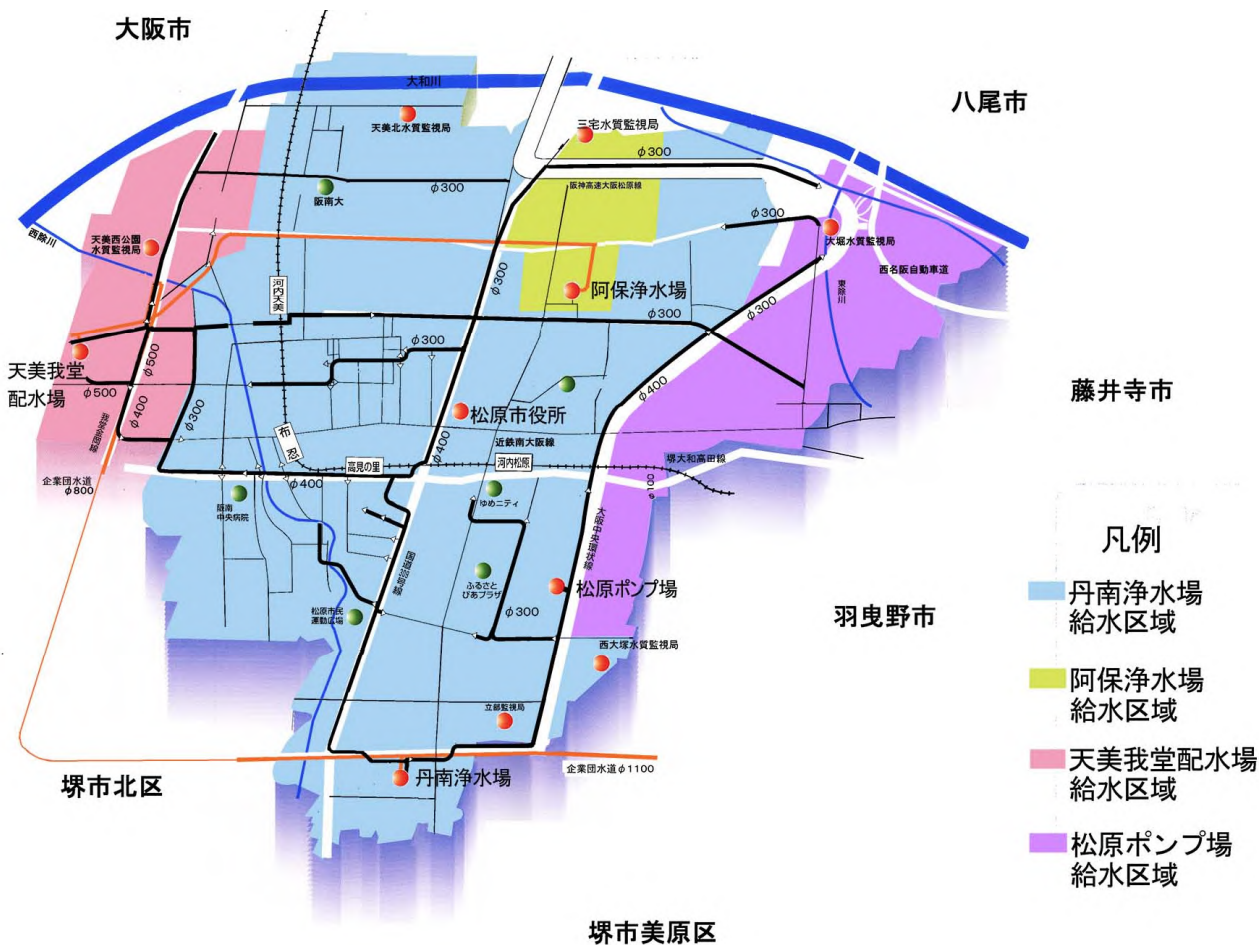 大阪市
大和川
八尾市
天美北水質監視局
三宅水質監視局
φ300
φ300
阪南大
阪神高速大阪松原線
西除川
天美西公園
水質監視局
φ300
大堀水質監視局
西名阪自動車道
東除川
河内天美
φ300
阿保浄水場
φ300
φ300
φ300
天美我堂
配水場
φ500
φ500
φ400
φ300
φ400
藤井寺市
松原市役所
φ400
布忍
近鉄南大阪線
高見の里
河内松原
堺大和高田線
企業団水道
φ800
φ400
φ100
阪南
中央病院
ゆめニティ
大阪中央環状線
国道309号線
ふるさと
ぴあプラザ
松原ポンプ場
松原市民
運動広場
φ300
西大塚水質監視局
羽曳野市
立部監視局
企業団水道φ1100
丹南浄水場
堺市北区
堺市美原区
凡例
丹南浄水場
給水区域
阿保浄水場
給水区域
天美我堂配水場
給水区域
松原ポンプ場
給水区域